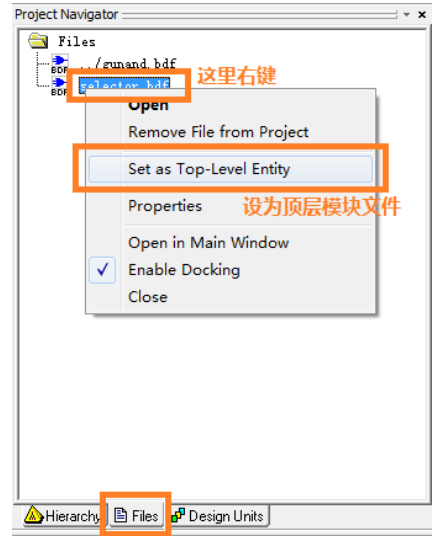 Project Navigator
Files
../gunand.bdf
这里右键
selector.bdf
Open
Remove File from Project
Set as Top-Level Entity
Properties
设为顶层模块文件
Open in Main Window
Enable Docking
Close
Hierarchy
Files
Design Units